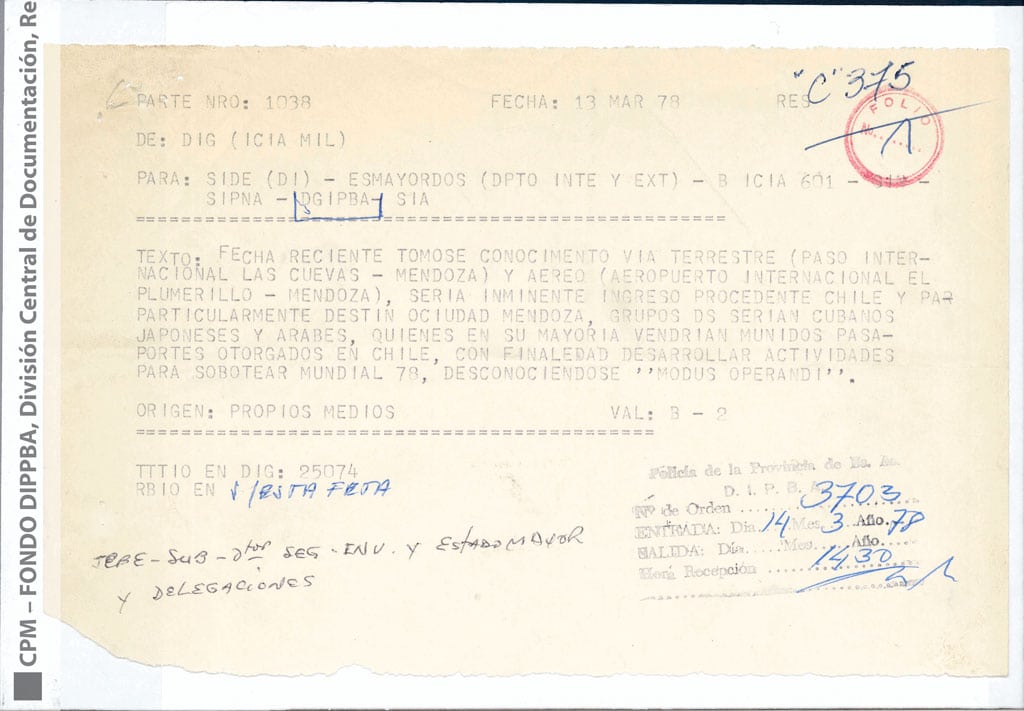 CPM – FONDO DIPPBA, División Central de Documentación, Re
"C" 375
PARTE NRO: 1038 FECHA: 13 MAR 78 RES
FOLIO
No. 1
DE: DIG (ICIA MIL)
PARA: SIDE (DI) - ESMAYORDOS (DPTO INTE Y EXT) - B ICIA 601 -
SIPNA - DGIPBA- SIA
==================================================
TEXTO: FECHA RECIENTE TOMOSE CONOCIMENTO VIA TERRESTRE (PASO INTER-
NACIONAL LAS CUEVAS - MENDOZA) Y AEREO (AEROPUERTO INTERNACIONAL EL
PLUMERILLO - MENDOZA), SERIA INMINENTE INGRESO PROCEDENTE CHILE Y PAR
PARTICULARMENTE DESTIN OCIUDAD MENDOZA, GRUPOS DS SERIAN CUBANOS
JAPONESES Y ARABES, QUIENES EN SU MAYORIA VENDRIAN MUNIDOS PASA-
PORTES OTORGADOS EN CHILE, CON FINALEDAD DESARROLLAR ACTIVIDADES
PARA SOBOTEAR MUNDIAL 78, DESCONOCIENDOSE ''MODUS OPERANDI''.
ORIGEN: PROPIOS MEDIOS VAL: B - 2
============================================
TTTIO EN DIG: 25074
RBIO EN V/ESTAFETA
Policía de la Provincia de Bs. As.
D. I. P. B. A.
Nº de Orden 3703
ENTRADA: Dia 14 Mes 3 Año. 78
SALIDA: Día..... Mes..... Año.
Hora Recepción 1430
JEFE - SUB - Dtor SEG - INV. Y ESTADO MAYOR
Y DELEGACIONES